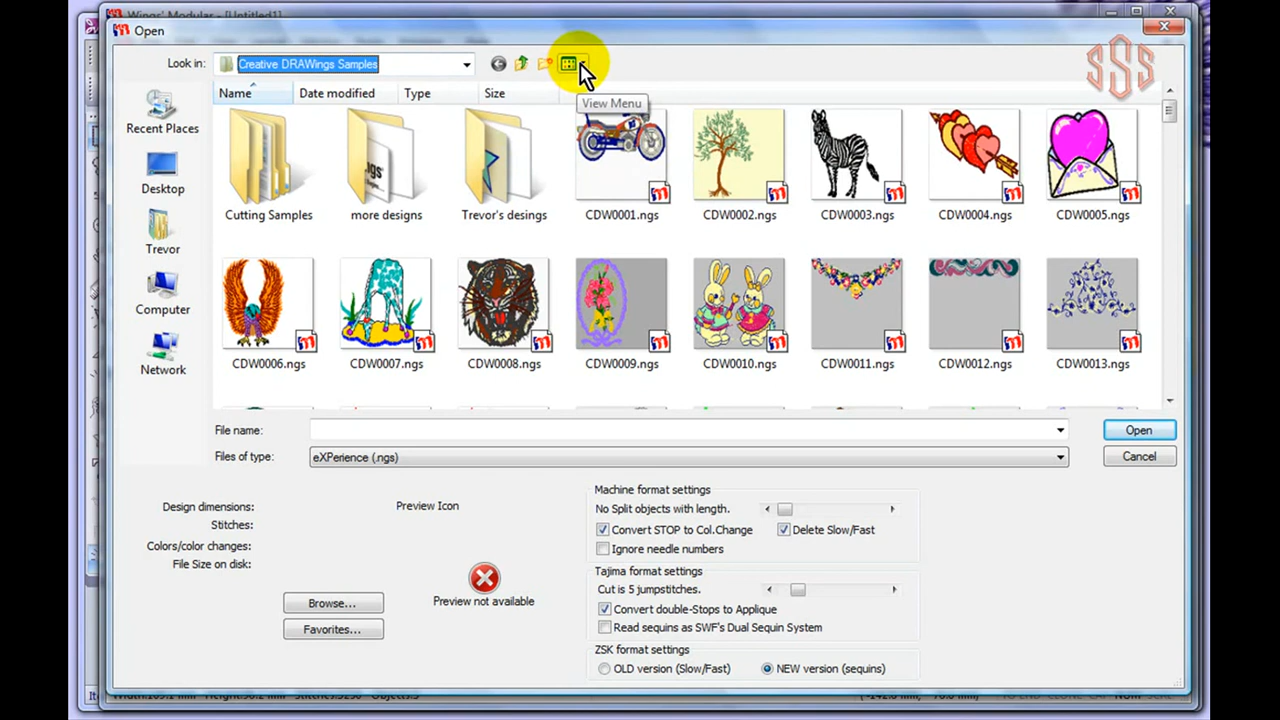 Wings' Modular - [Untitled1]
Open
SSS
Look in: Creative DRAWings Samples
View Menu
Name Date modified Type Size
Recent Places
Desktop
Trevor
Computer
Network
Cutting Samples more designs Trevor's desings CDW0001.ngs CDW0002.ngs CDW0003.ngs CDW0004.ngs CDW0005.ngs
CDW0006.ngs CDW0007.ngs CDW0008.ngs CDW0009.ngs CDW0010.ngs CDW0011.ngs CDW0012.ngs CDW0013.ngs
File name: Open
Files of type: eXPerience (.ngs) Cancel
Design dimensions:
Stitches:
Colors/color changes:
File Size on disk:
Browse...
Favorites...
Preview Icon
Preview not available
Machine format settings
No Split objects with length.
Convert STOP to Col.Change Delete Slow/Fast
Ignore needle numbers
Tajima format settings
Cut is 5 jumpstitches.
Convert double-Stops to Applique
Read sequins as SWF's Dual Sequin System
ZSK format settings
OLD version (Slow/Fast) NEW version (sequins)